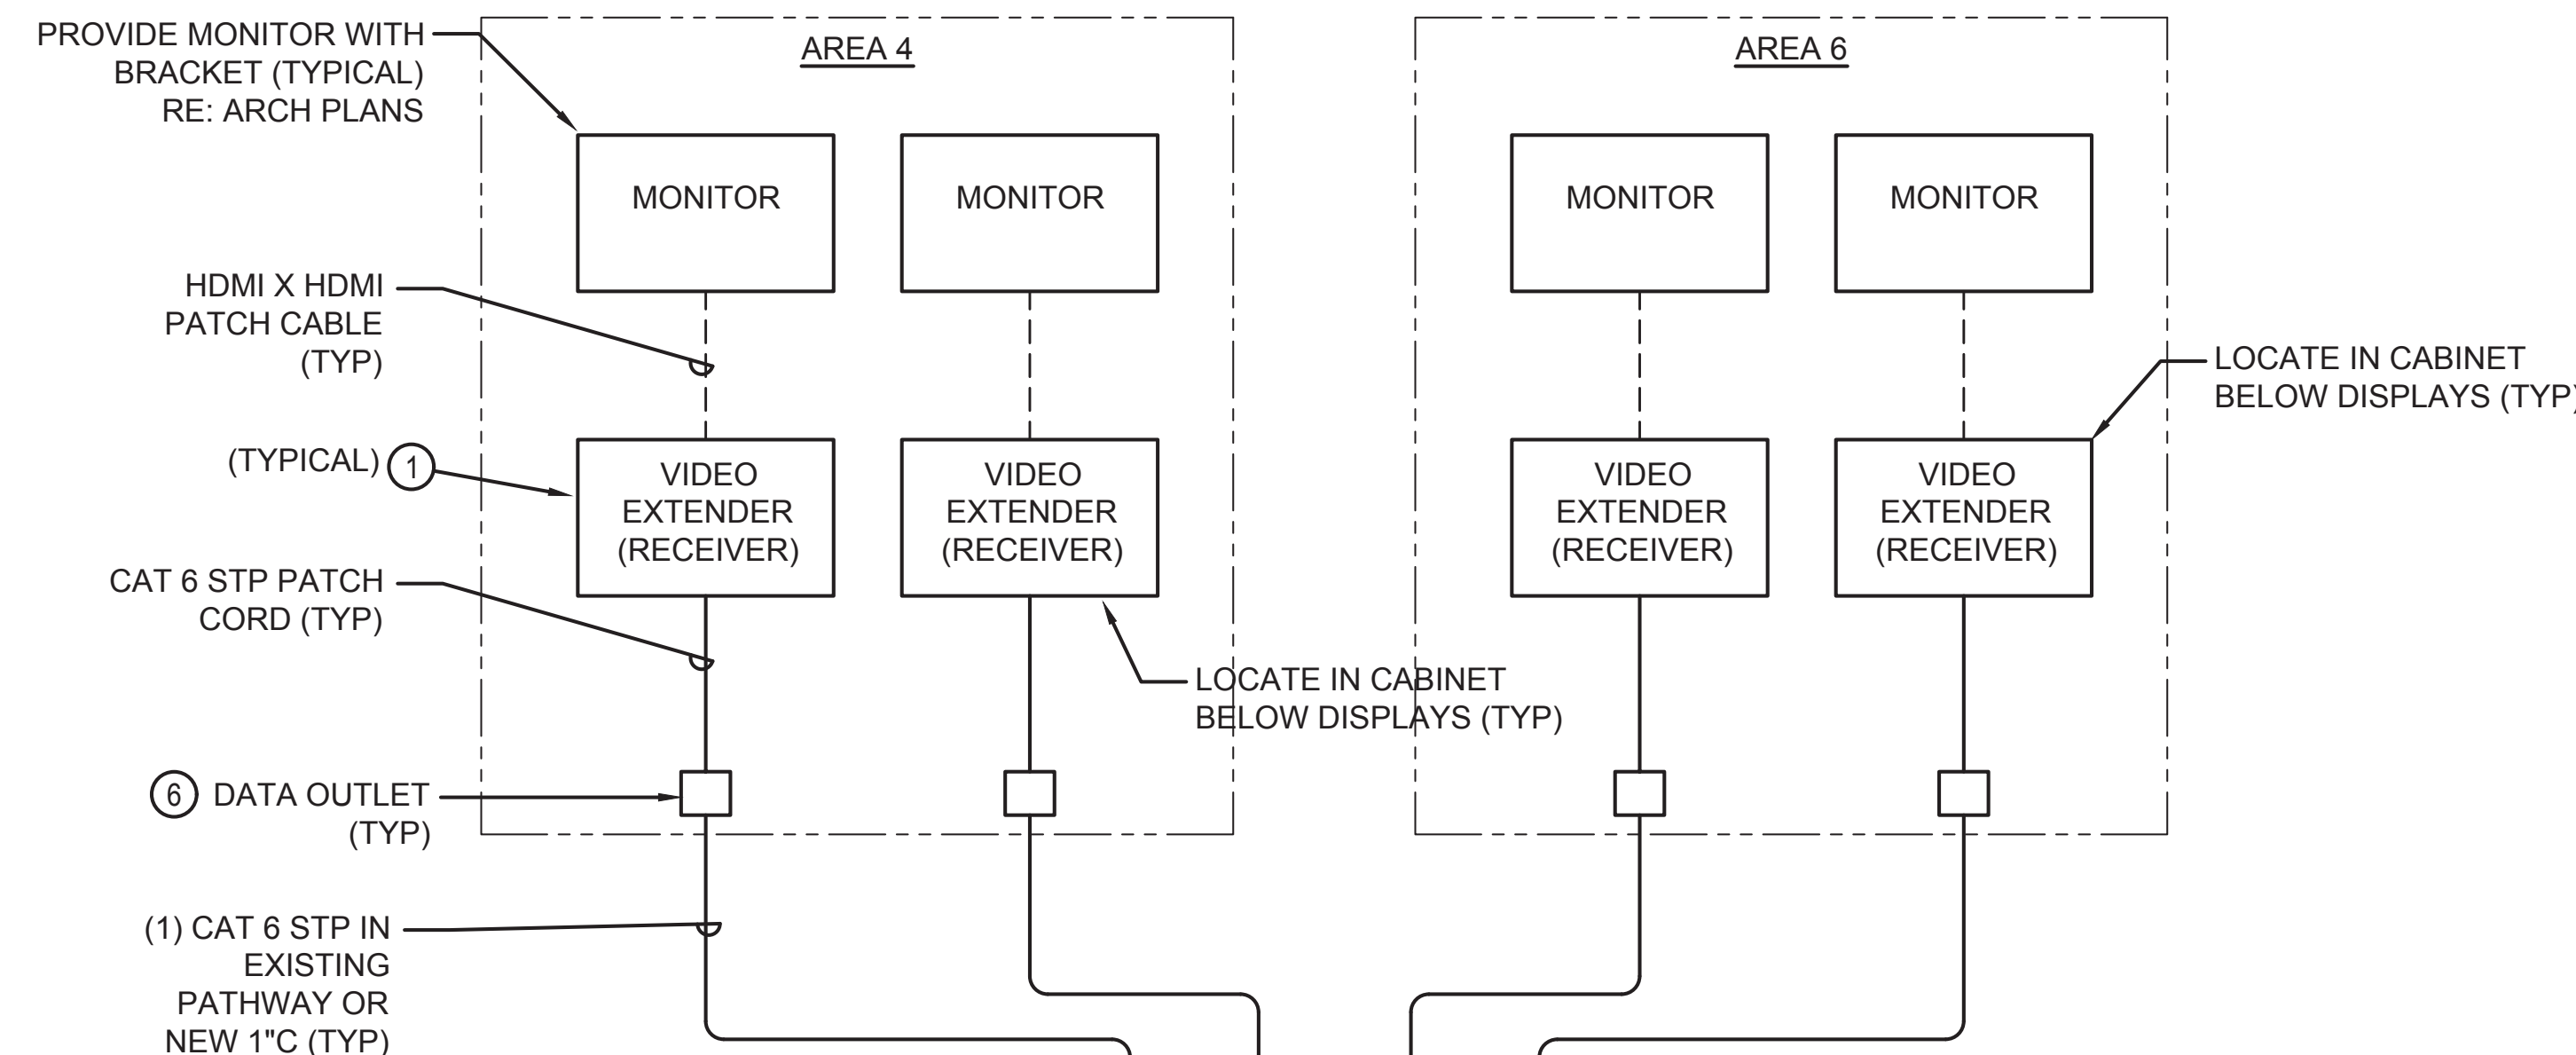 PROVIDE MONITOR WITH
BRACKET (TYPICAL)
RE: ARCH PLANS
AREA 4
AREA 6
MONITOR
MONITOR
MONITOR
MONITOR
HDMI X HDMI
PATCH CABLE
(TYP)
LOCATE IN CABINET
BELOW DISPLAYS (TYP)
(TYPICAL) 1
VIDEO
EXTENDER
(RECEIVER)
VIDEO
EXTENDER
(RECEIVER)
VIDEO
EXTENDER
(RECEIVER)
VIDEO
EXTENDER
(RECEIVER)
CAT 6 STP PATCH
CORD (TYP)
LOCATE IN CABINET
BELOW DISPLAYS (TYP)
6 DATA OUTLET
(TYP)
(1) CAT 6 STP IN
EXISTING
PATHWAY OR
NEW 1"C (TYP)